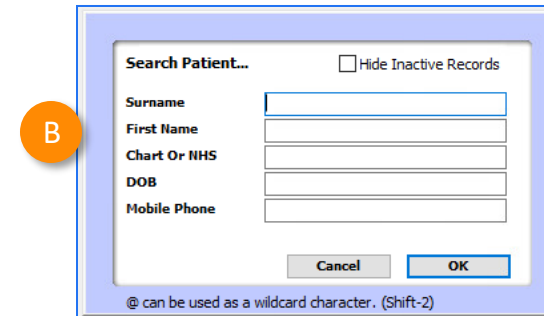 Search Patient...
Hide Inactive Records
Surname
First Name
B
Chart Or NHS
DOB
Mobile Phone
Cancel
OK
@ can be used as a wildcard character. (Shift-2)